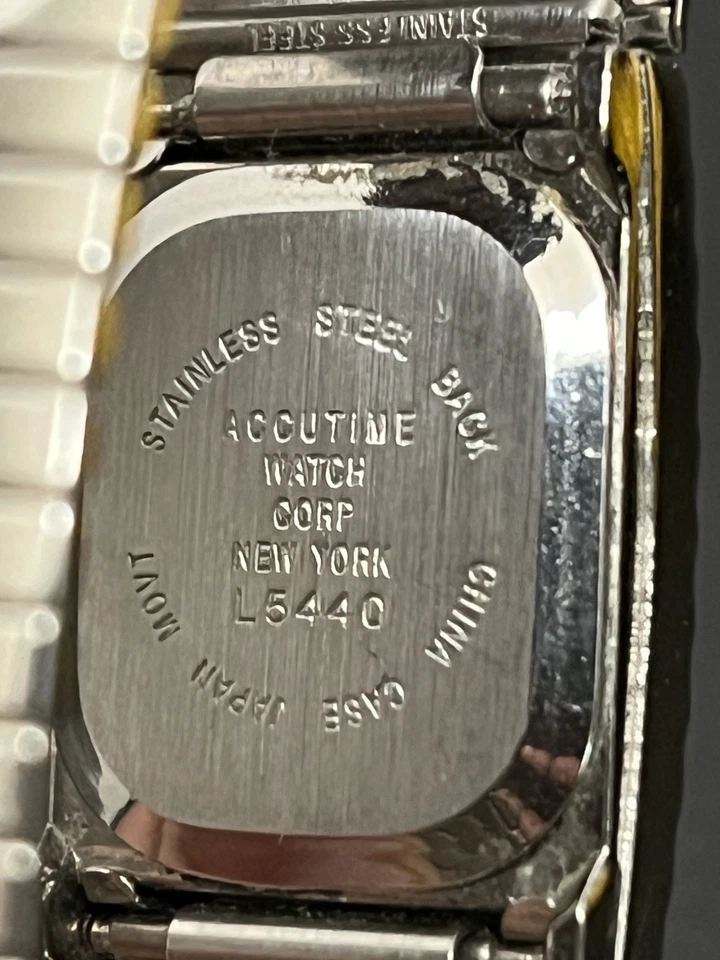 STAINLESS STEEL
STAINLESS STEEL BACK
ACCUTIME
WATCH
CORP
NEW YORK
L5440
CHINA CASE JAPAN MOVT